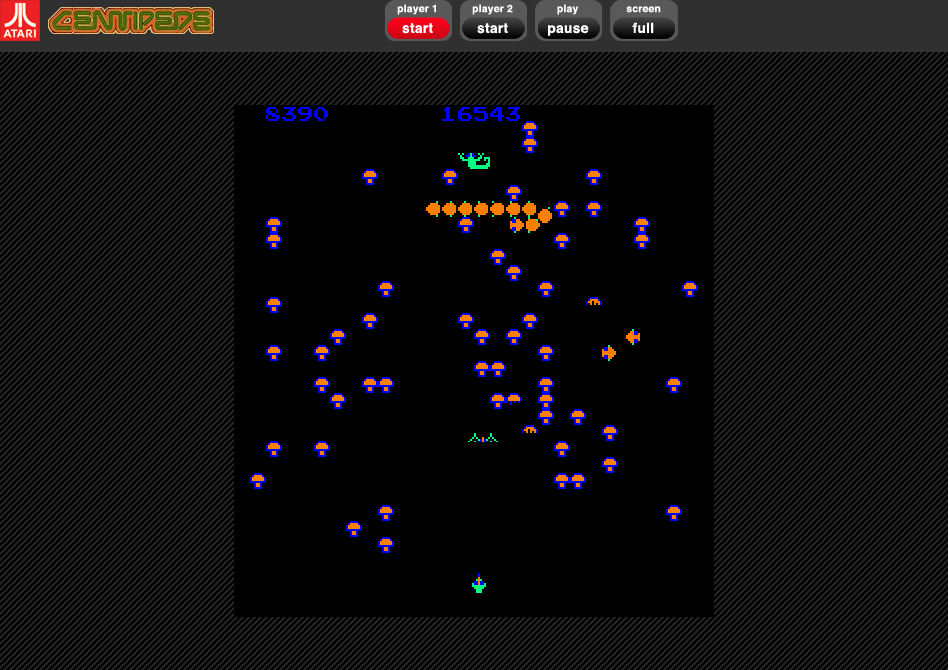 ATARI
CENTIPEDE
player 1
start
player 2
start
play
pause
screen
full
8390
16543